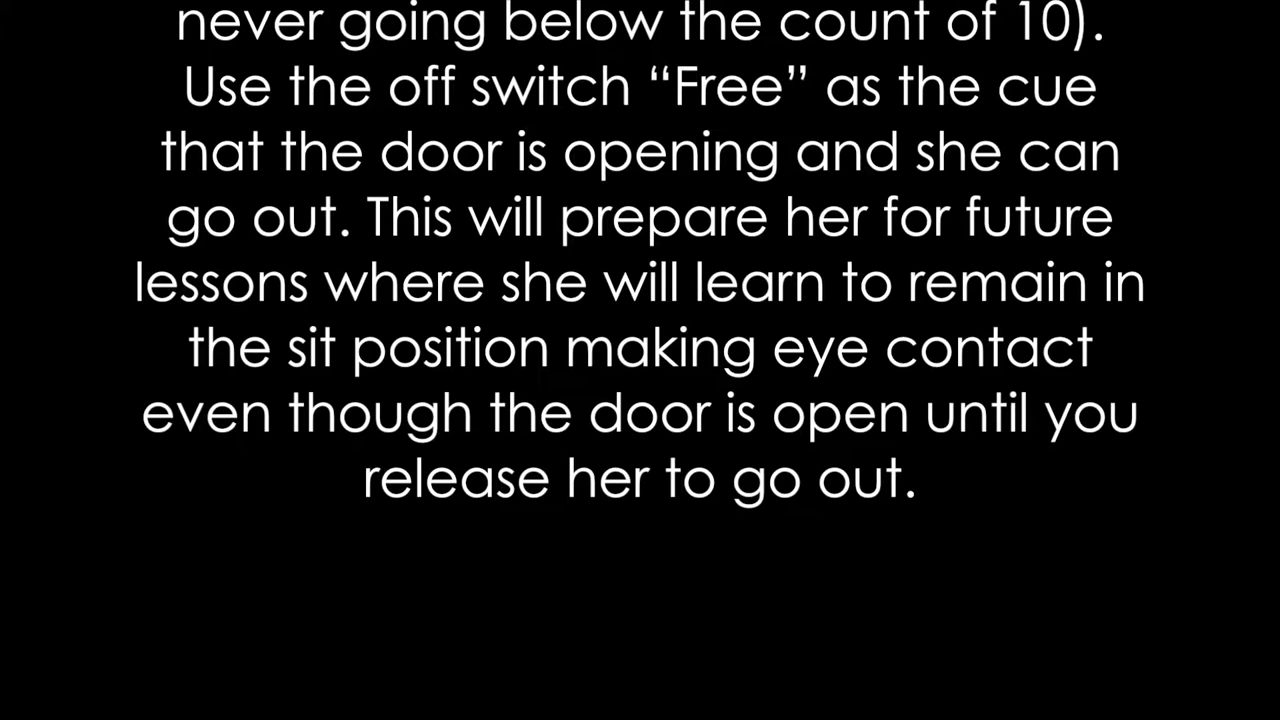 never going below the count of 10).
Use the off switch “Free” as the cue
that the door is opening and she can
go out. This will prepare her for future
lessons where she will learn to remain in
the sit position making eye contact
even though the door is open until you
release her to go out.